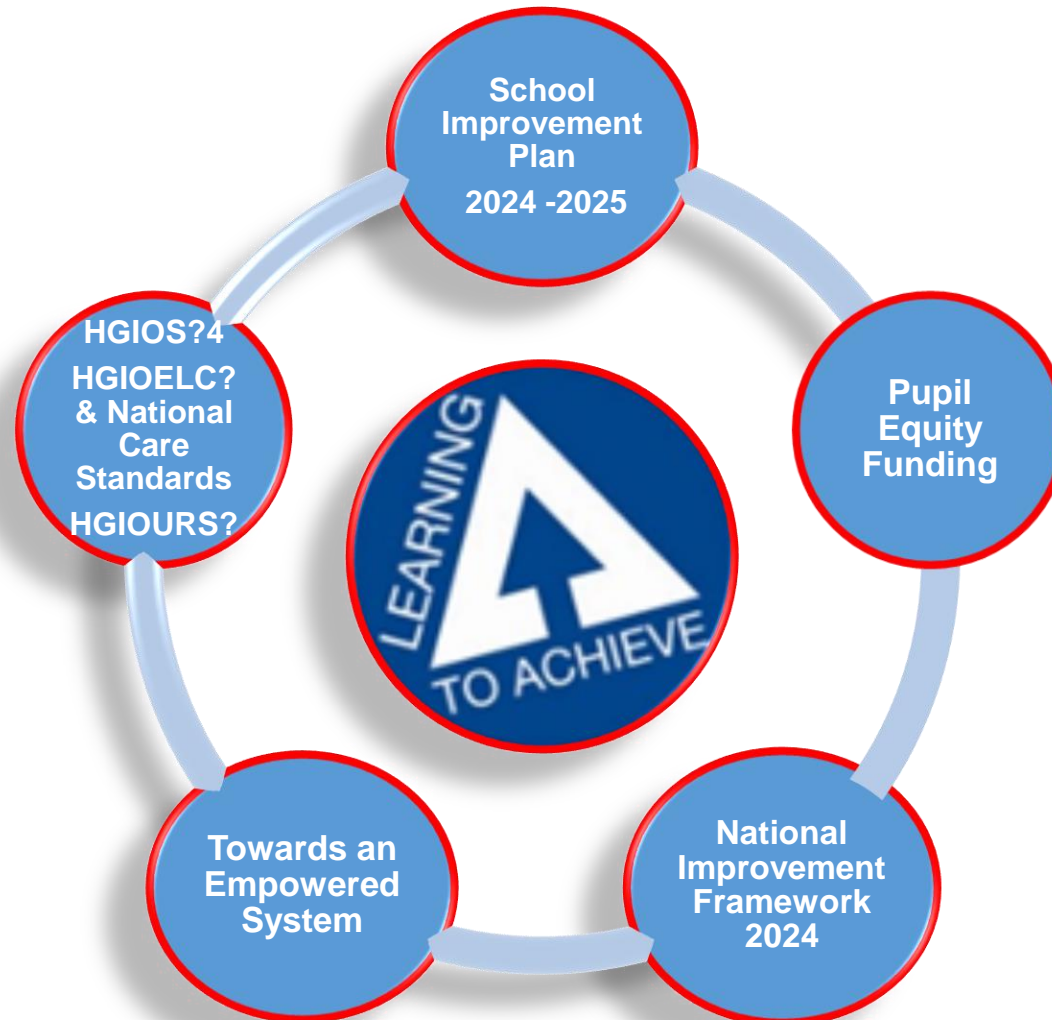 School
Improvement
Plan
2024 -2025
HGIOS?4
HGIOELC?
& National
Care
Standards
HGIOURS?
Pupil
Equity
Funding
LEARNING
TO ACHIEVE
Towards an
Empowered
System
National
Improvement
Framework
2024